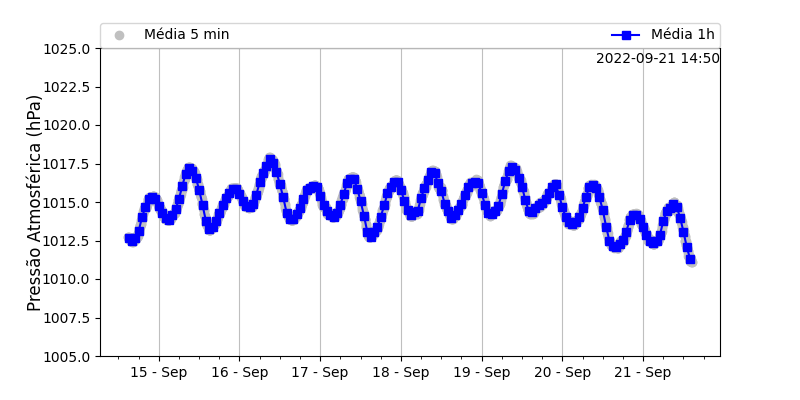 Média 5 min
Média 1h
2022-09-21 14:50
Pressão Atmosférica (hPa)
1025.0
1022.5
1020.0
1017.5
1015.0
1012.5
1010.0
1007.5
1005.0
15 - Sep
16 - Sep
17 - Sep
18 - Sep
19 - Sep
20 - Sep
21 - Sep